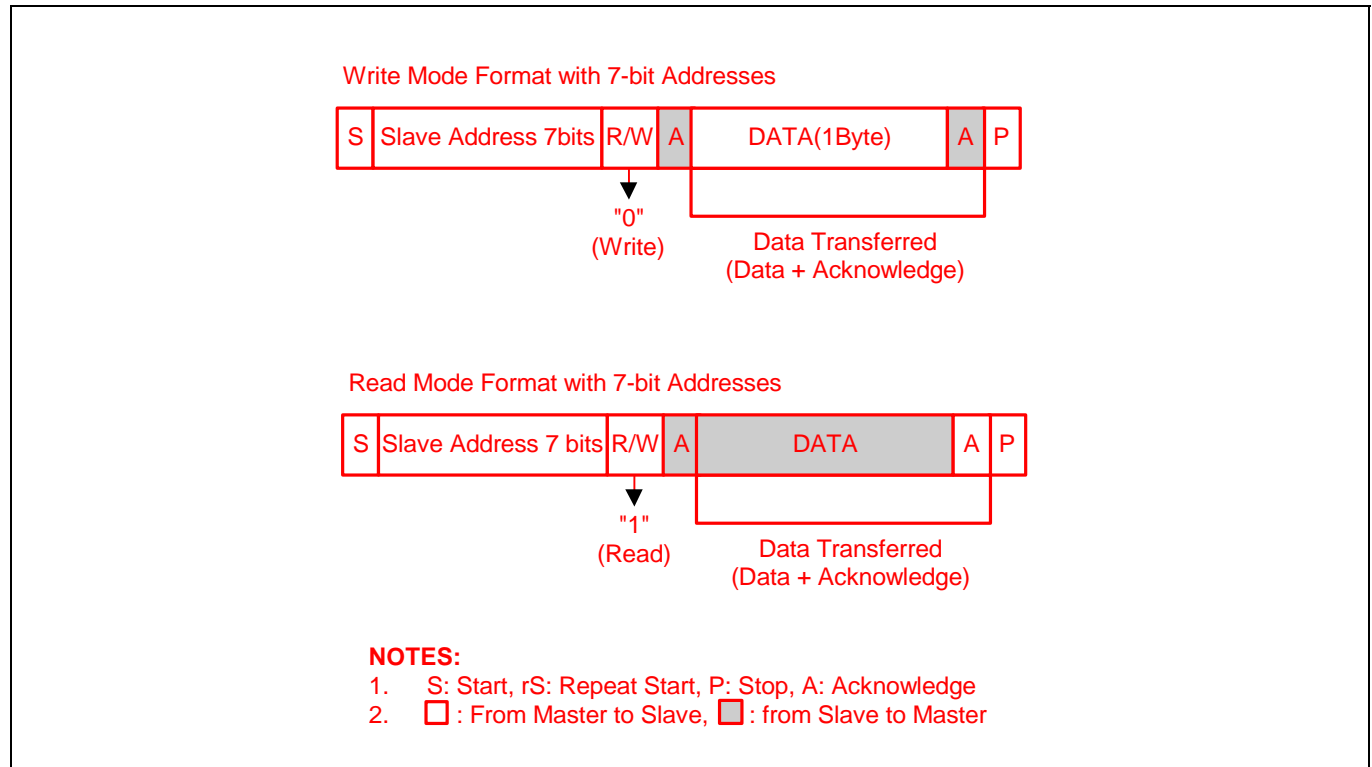 Write Mode Format with 7-bit Addresses
S Slave Address 7bits R/W A DATA(1Byte) A P
"0"
(Write)
Data Transferred
(Data + Acknowledge)
Read Mode Format with 7-bit Addresses
S Slave Address 7 bits R/W A DATA A P
"1"
(Read)
Data Transferred
(Data + Acknowledge)
NOTES:
1. S: Start, rS: Repeat Start, P: Stop, A: Acknowledge
2. : From Master to Slave, : from Slave to Master